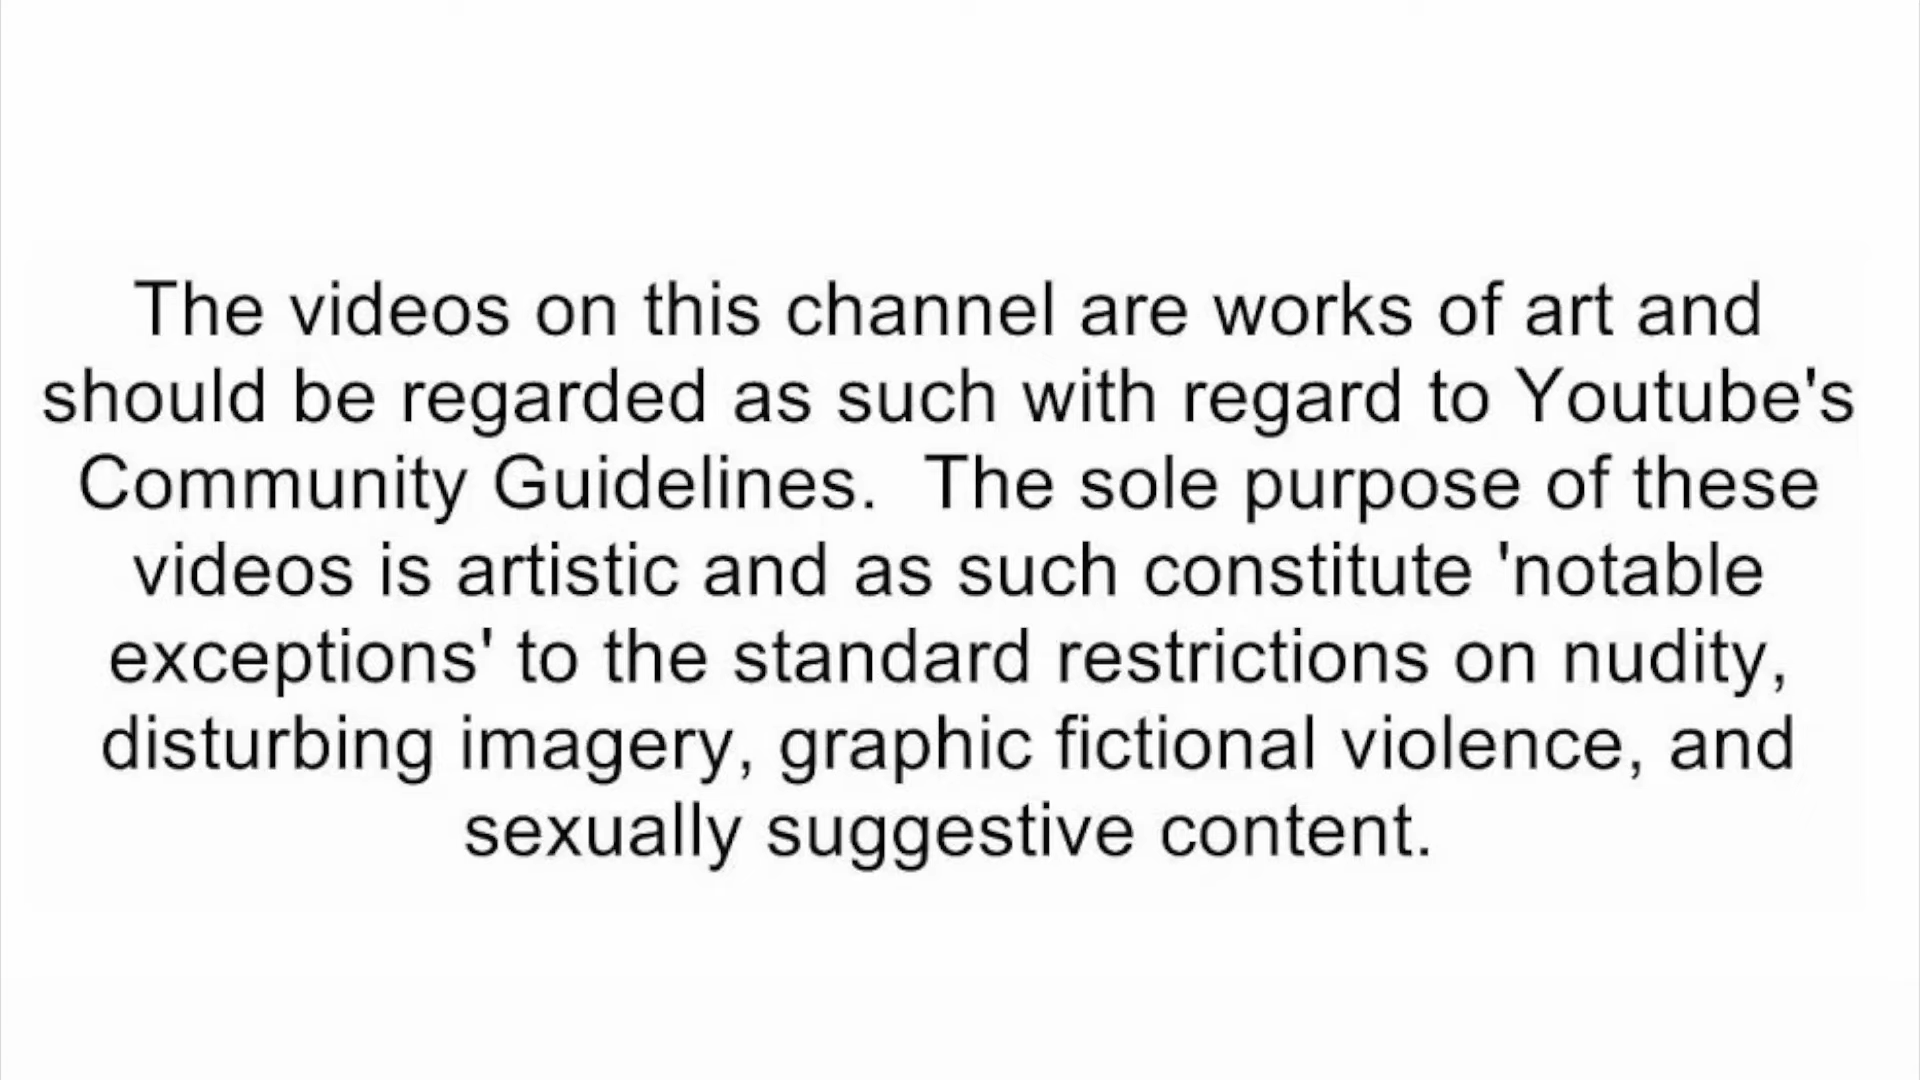 The videos on this channel are works of art and
should be regarded as such with regard to Youtube's
Community Guidelines.  The sole purpose of these
videos is artistic and as such constitute 'notable
exceptions' to the standard restrictions on nudity,
disturbing imagery, graphic fictional violence, and
sexually suggestive content.